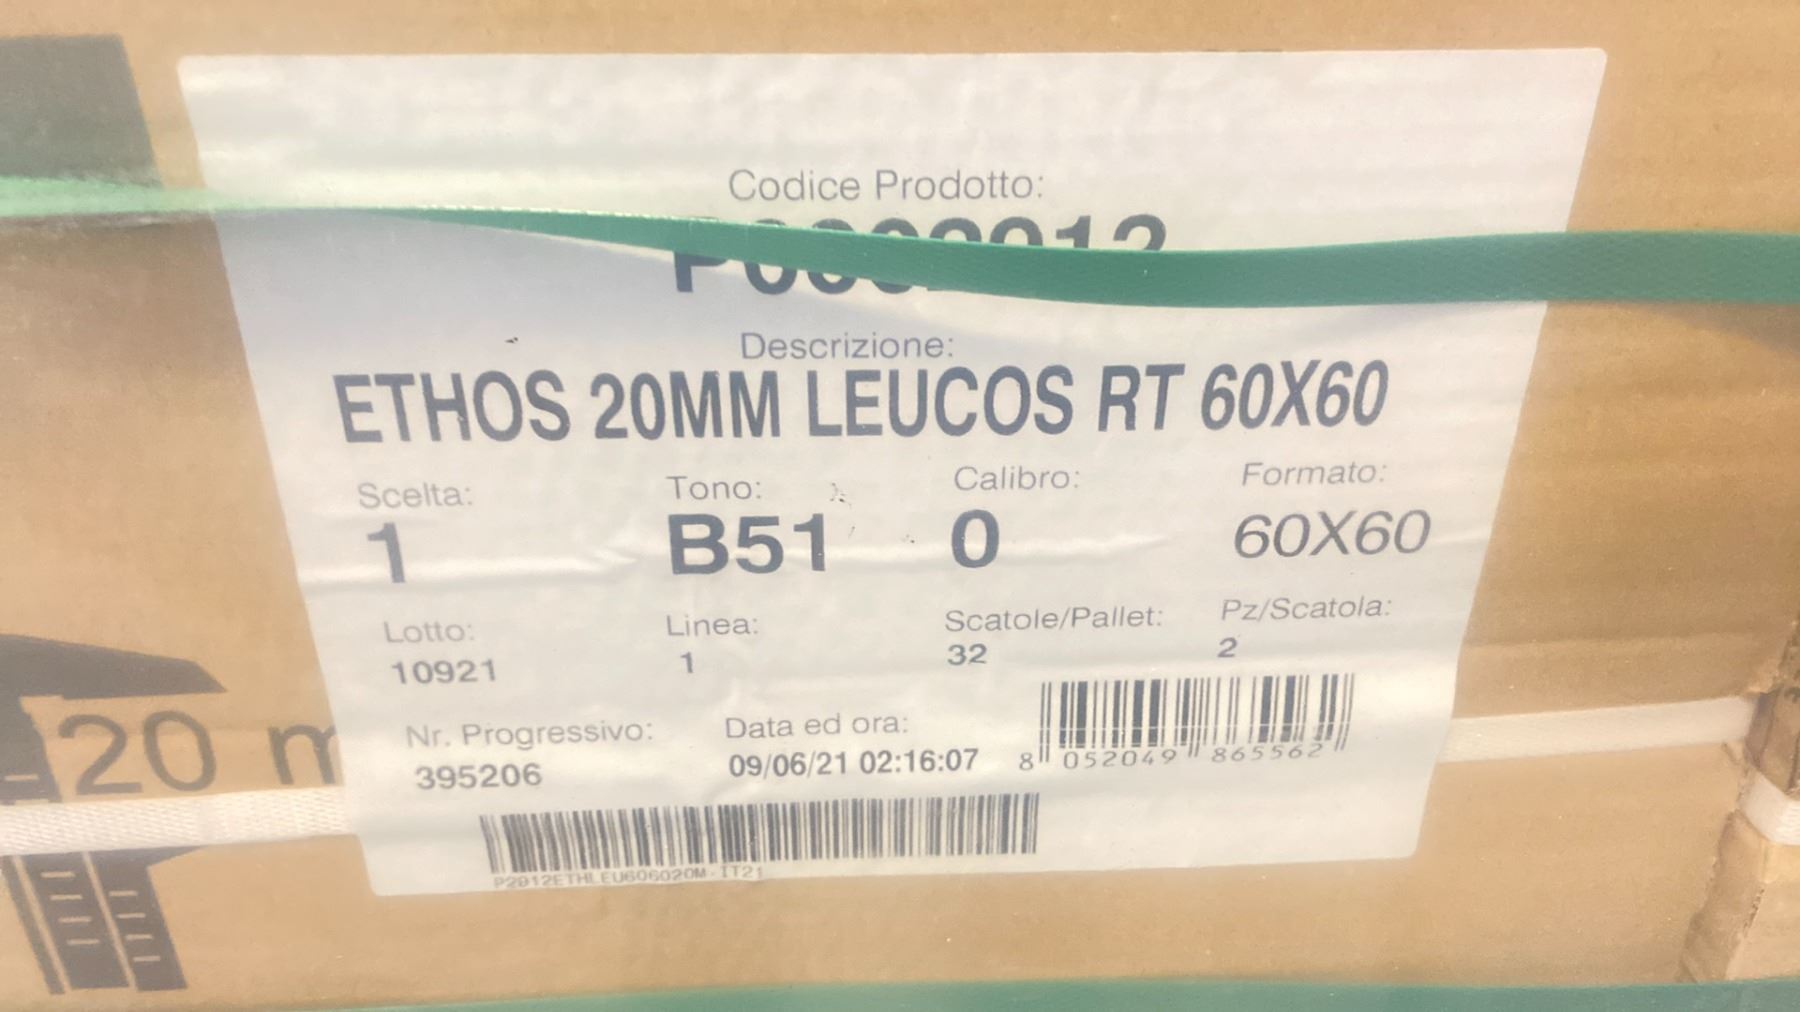 Codice Prodotto:
Descrizione:
ETHOS 20MM LEUCOS RT 60X60
Scelta: Tono: Calibro: Formato:
1 B51 0 60X60
Lotto: Linea: Scatole/Pallet: Pz/Scatola:
10921 1 32 2
Nr. Progressivo: Data ed ora:
395206 09/06/21 02:16:07
8 052049 865562
20 m